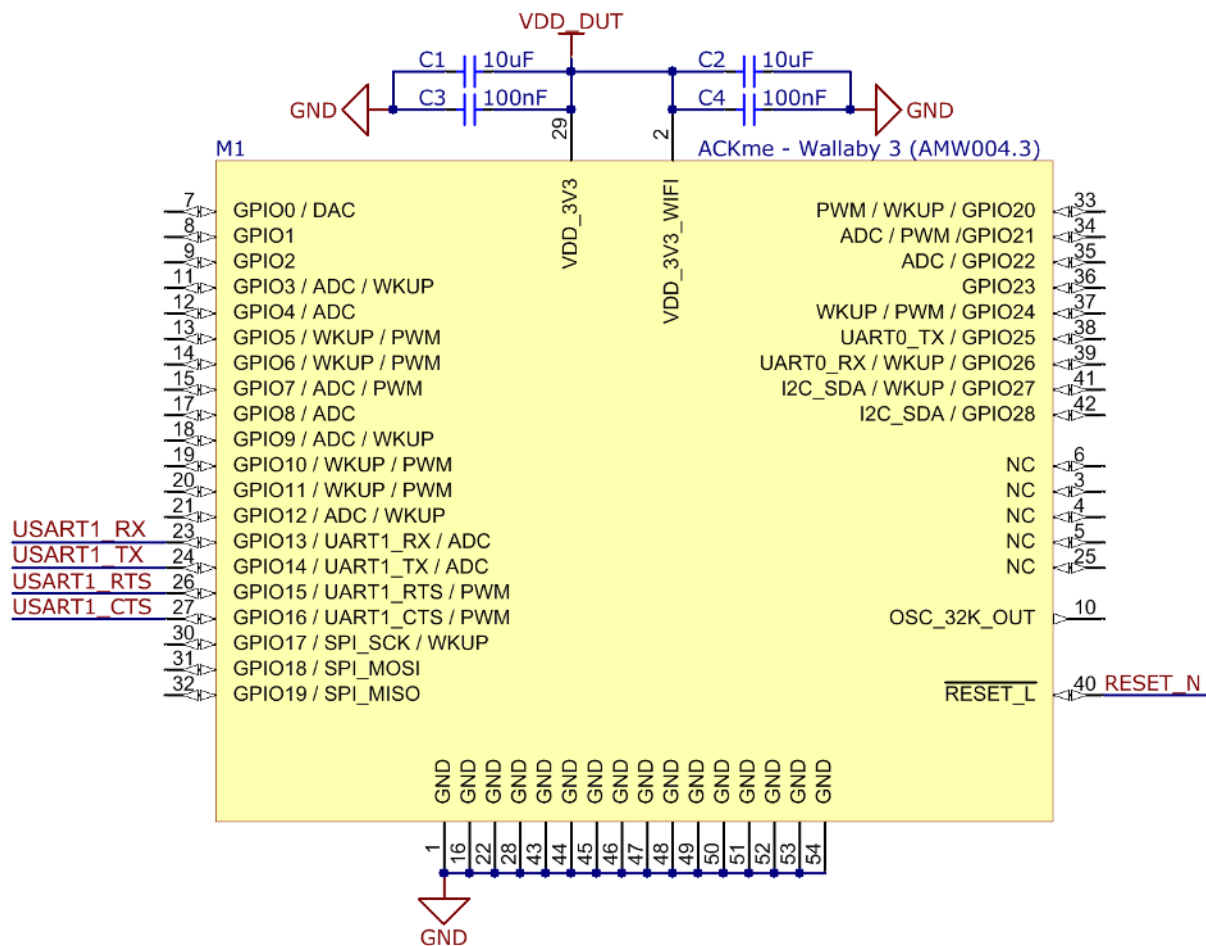 VDD_DUT
C1 10uF C2 10uF
GND C3 100nF C4 100nF GND
29 2
M1 ACKme - Wallaby 3 (AMW004.3)
VDD_3V3 VDD_3V3_WIFI
7 GPIO0 / DAC PWM / WKUP / GPIO20 33
8 GPIO1 ADC / PWM /GPIO21 34
9 GPIO2 ADC / GPIO22 35
11 GPIO3 / ADC / WKUP GPIO23 36
12 GPIO4 / ADC WKUP / PWM / GPIO24 37
13 GPIO5 / WKUP / PWM UART0_TX / GPIO25 38
14 GPIO6 / WKUP / PWM UART0_RX / WKUP / GPIO26 39
15 GPIO7 / ADC / PWM I2C_SDA / WKUP / GPIO27 41
17 GPIO8 / ADC I2C_SDA / GPIO28 42
18 GPIO9 / ADC / WKUP
19 GPIO10 / WKUP / PWM NC 6
20 GPIO11 / WKUP / PWM NC 3
21 GPIO12 / ADC / WKUP NC 4
USART1_RX 23 GPIO13 / UART1_RX / ADC NC 5
USART1_TX 24 GPIO14 / UART1_TX / ADC NC 25
USART1_RTS 26 GPIO15 / UART1_RTS / PWM
USART1_CTS 27 GPIO16 / UART1_CTS / PWM OSC_32K_OUT 10
30 GPIO17 / SPI_SCK / WKUP
31 GPIO18 / SPI_MOSI
32 GPIO19 / SPI_MISO RESET_L 40 RESET_N
GND GND GND GND GND GND GND GND GND GND GND GND GND GND GND GND
1 16 22 28 43 44 45 46 47 48 49 50 51 52 53 54
GND